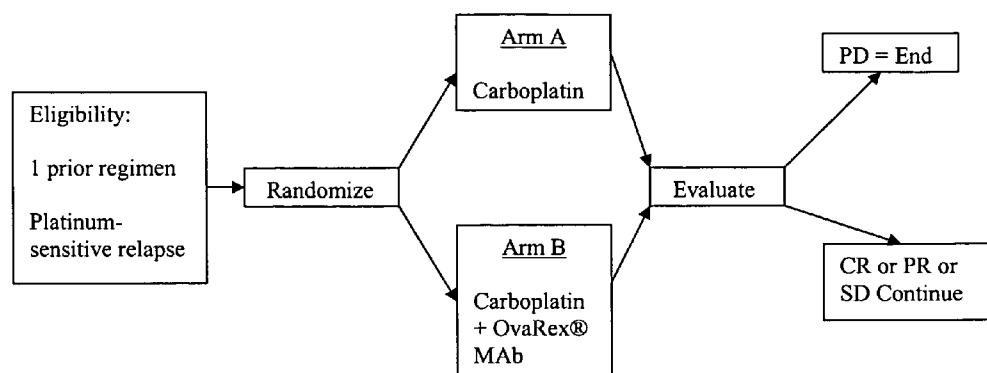 Eligibility:
1 prior regimen
Platinum-
sensitive relapse
Randomize
Arm A
Carboplatin
Arm B
Carboplatin
+ OvaRex®
MAb
Evaluate
PD = End
CR or PR or
SD Continue